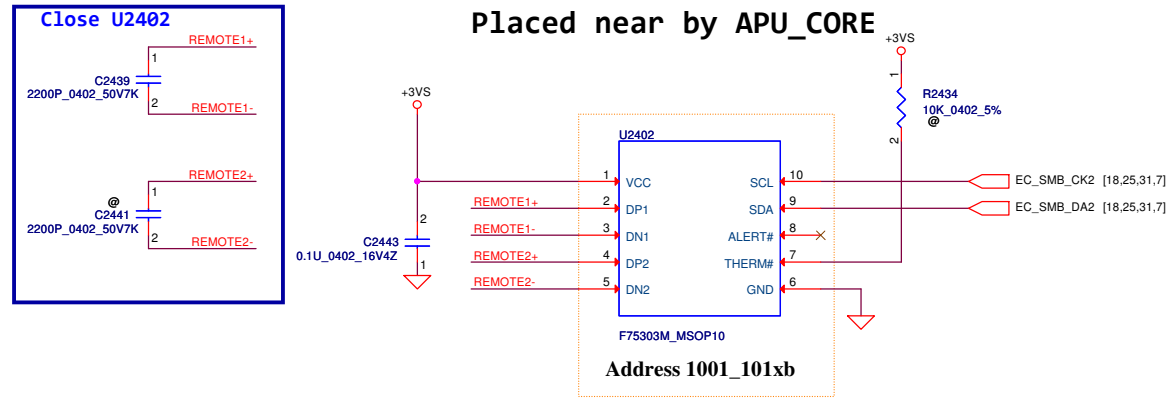 Close U2402
REMOTE1+
1
C2439
2200P_0402_50V7K
2
REMOTE1-
REMOTE2+
@
1
C2441
2200P_0402_50V7K
2
REMOTE2-
Placed near by APU_CORE
+3VS
2
C2443
0.1U_0402_16V4Z
1
+3VS
1
R2434
10K_0402_5%
@
2
U2402
1 VCC
REMOTE1+ 2 DP1
REMOTE1- 3 DN1
REMOTE2+ 4 DP2
REMOTE2- 5 DN2
SCL 10 EC_SMB_CK2 [18,25,31,7]
SDA 9 EC_SMB_DA2 [18,25,31,7]
ALERT# 8
THERM# 7
GND 6
F75303M_MSOP10
Address 1001_101xb